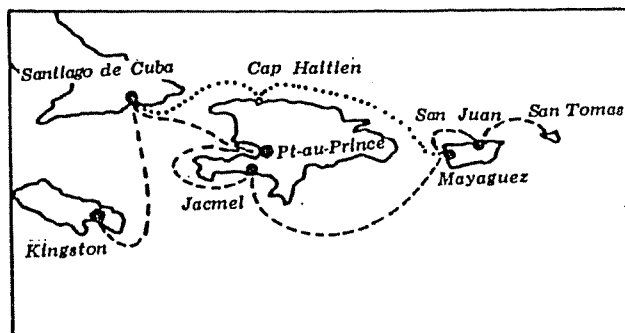 Santiago de Cuba
Cap Haitien
San Juan
San Tomas
Pt-au-Prince
Mayaguez
Jacmel
Kingston